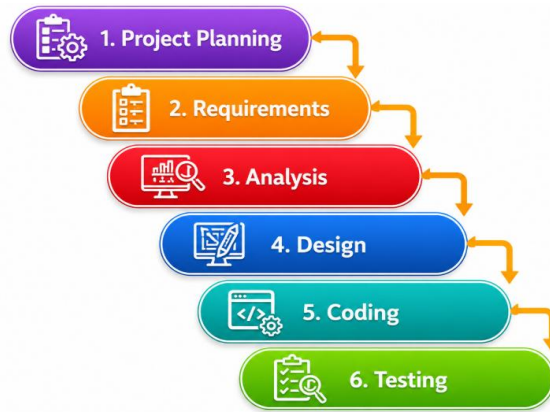 1. Project Planning
2. Requirements
3. Analysis
4. Design
</>
5. Coding
6. Testing